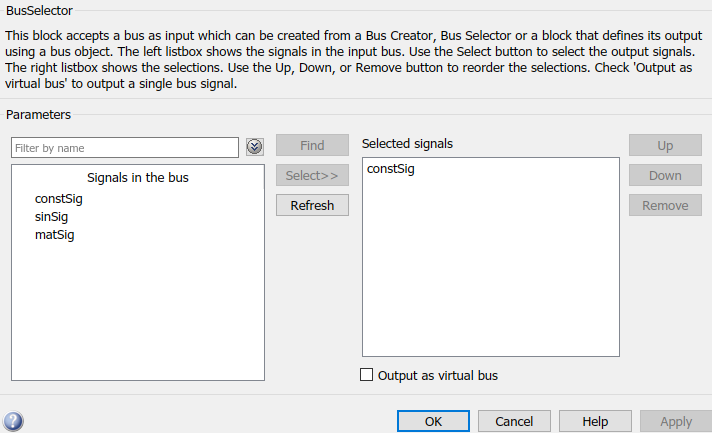 BusSelector
This block accepts a bus as input which can be created from a Bus Creator, Bus Selector or a block that defines its output
using a bus object. The left listbox shows the signals in the input bus. Use the Select button to select the output signals.
The right listbox shows the selections. Use the Up, Down, or Remove button to reorder the selections. Check 'Output as
virtual bus' to output a single bus signal.
Parameters
Filter by name
Find
Selected signals
Up
Signals in the bus
Select>>
constSig
Down
constSig
Refresh
Remove
sinSig
matSig
Output as virtual bus
?
OK
Cancel
Help
Apply